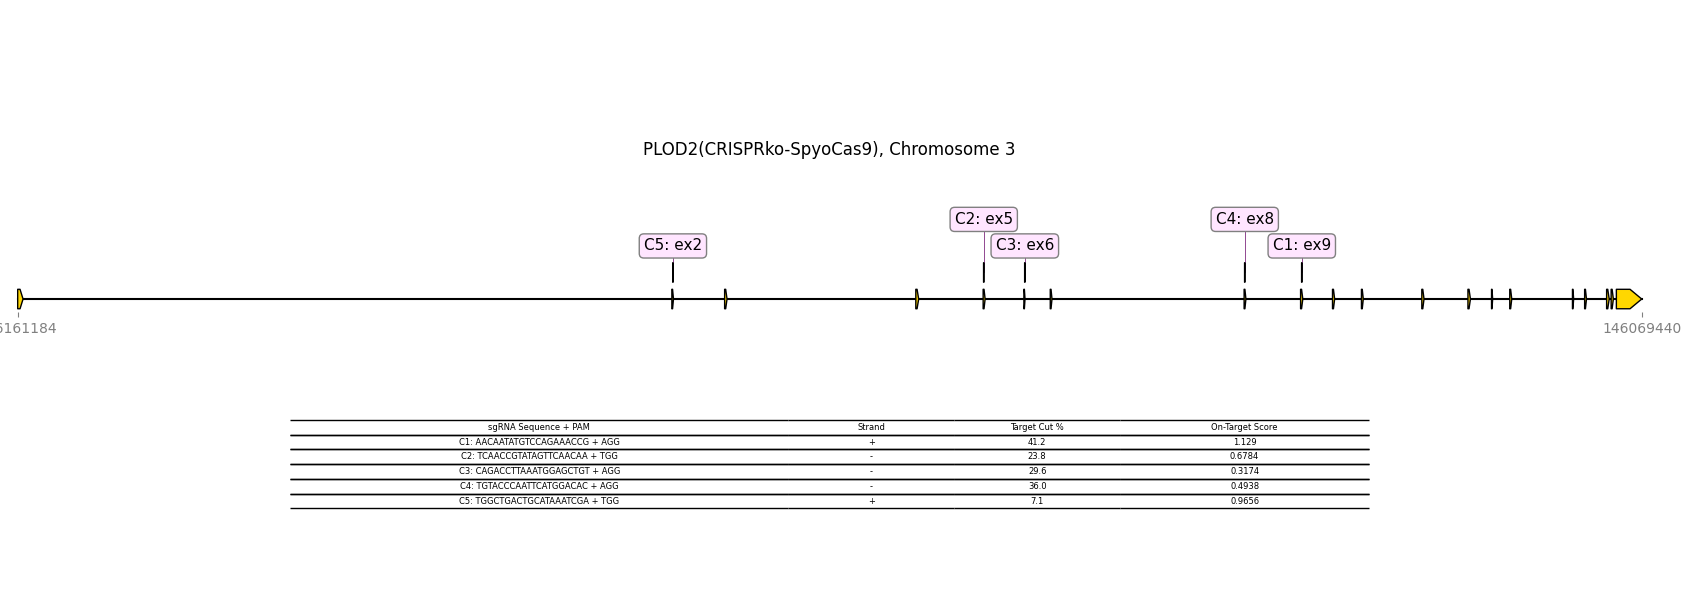 PLOD2(CRISPRko-SpyoCas9), Chromosome 3
C2: ex5
C4: ex8
C5: ex2
C3: ex6
C1: ex9
6161184
146069440
sgRNA Sequence + PAM Strand Target Cut % On-Target Score
C1: AACAATATGTCCAGAAACCG + AGG + 41.2 1.129
C2: TCAACCGTATAGTTCAACAA + TGG - 23.8 0.6784
C3: CAGACCTTAAATGGAGCTGT + AGG - 29.6 0.3174
C4: TGTACCCAATTCATGGACAC + AGG - 36.0 0.4938
C5: TGGCTGACTGCATAAATCGA + TGG + 7.1 0.9656